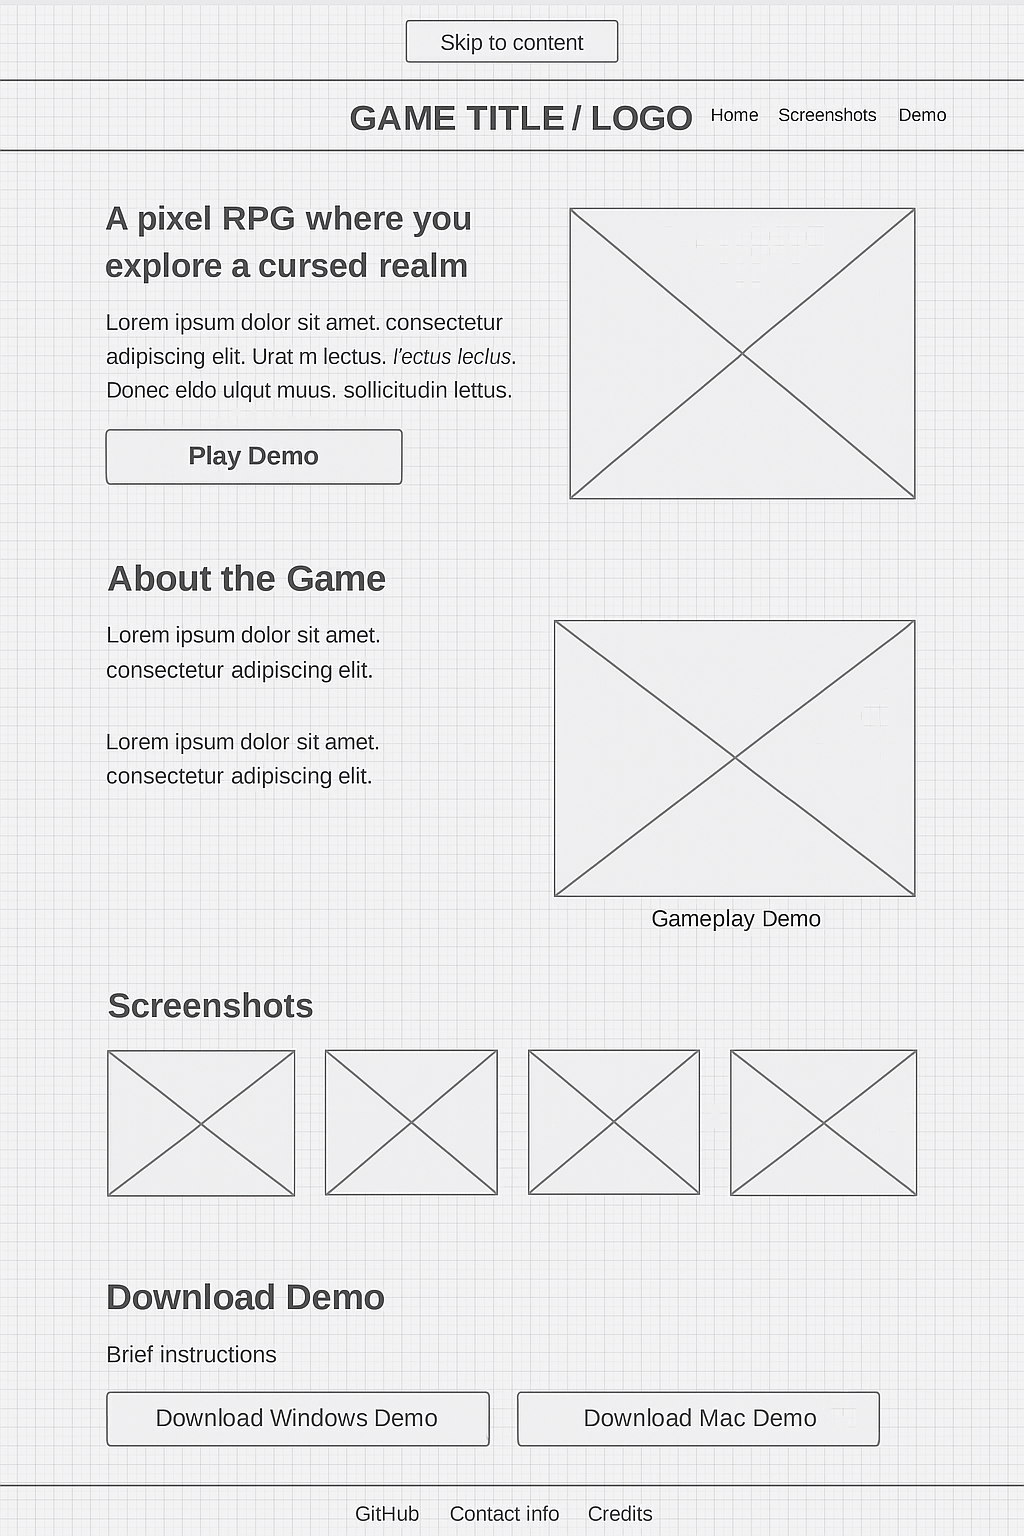 Skip to content
GAME TITLE / LOGO Home Screenshots Demo
A pixel RPG where you
explore a cursed realm
Lorem ipsum dolor sit amet. consectetur
adipiscing elit. Urat m lectus. l'ectus leclus.
Donec eldo ulqut muus. sollicitudin lettus.
Play Demo
About the Game
Lorem ipsum dolor sit amet.
consectetur adipiscing elit.
Lorem ipsum dolor sit amet.
consectetur adipiscing elit.
Gameplay Demo
Screenshots
Download Demo
Brief instructions
Download Windows Demo
Download Mac Demo
GitHub Contact info Credits